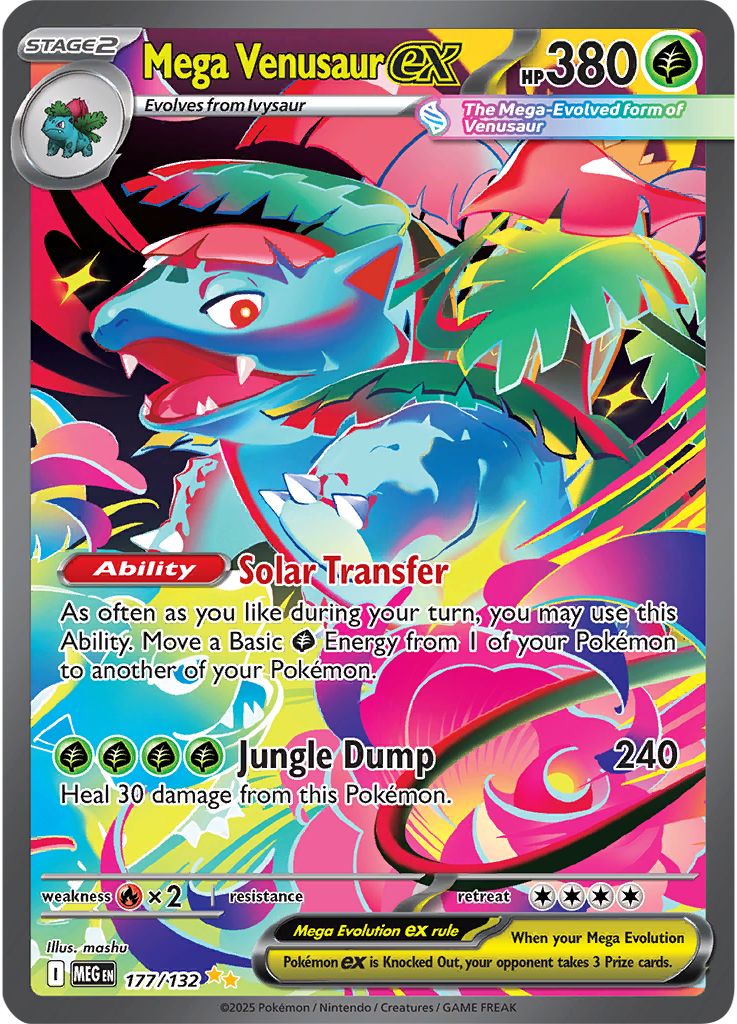 STAGE2
Mega Venusaur ex
HP 380
Evolves from Ivysaur
The Mega-Evolved form of
Venusaur
Ability Solar Transfer
As often as you like during your turn, you may use this
Ability. Move a Basic Energy from 1 of your Pokémon
to another of your Pokémon.
Jungle Dump 240
Heal 30 damage from this Pokémon.
weakness ×2 resistance retreat
Illus. mashu
Mega Evolution ex rule
When your Mega Evolution
Pokémon ex is Knocked Out, your opponent takes 3 Prize cards.
I MEG EN 177/132
©2025 Pokémon / Nintendo / Creatures / GAME FREAK